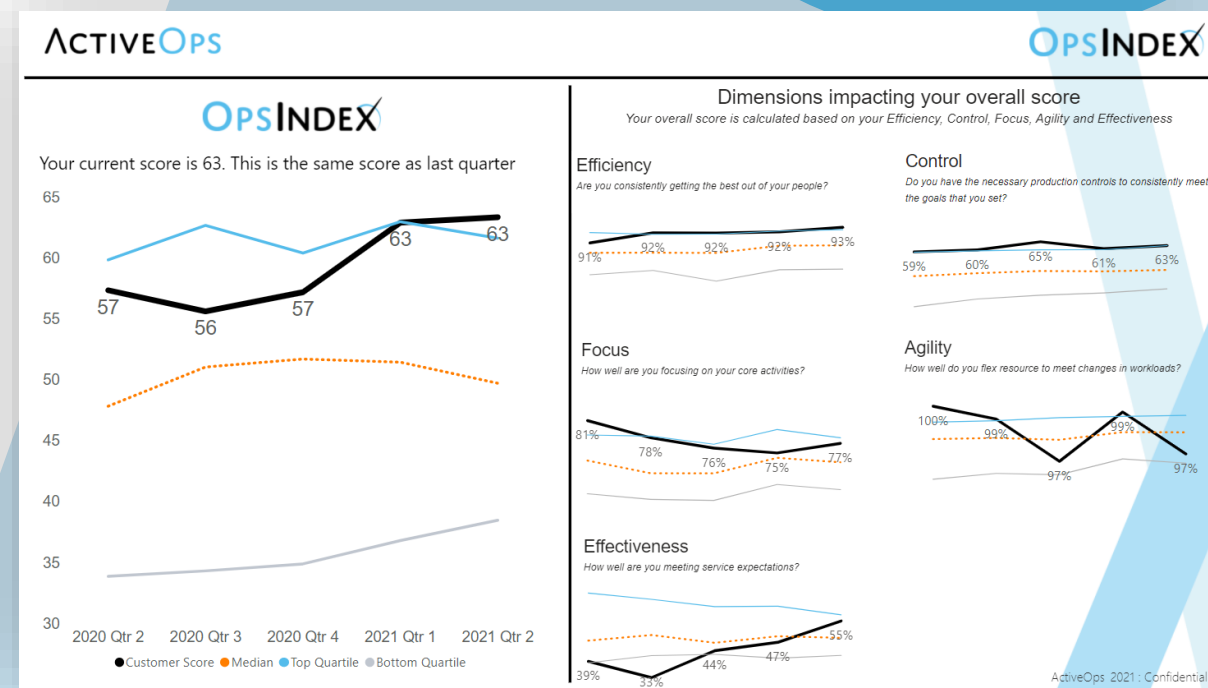 ACTIVEOPS
OPSINDEX
OPSINDEX
Your current score is 63. This is the same score as last quarter
65
60
55
50
45
40
35
30
57
56
57
63
63
2020 Qtr 2 2020 Qtr 3 2020 Qtr 4 2021 Qtr 1 2021 Qtr 2
Customer Score Median Top Quartile Bottom Quartile
Dimensions impacting your overall score
Your overall score is calculated based on your Efficiency, Control, Focus, Agility and Effectiveness
Efficiency
Are you consistently getting the best out of your people?
91% 92% 92% 92% 93%
Control
Do you have the necessary production controls to consistently meet
the goals that you set?
59% 60% 65% 61% 63%
Focus
How well are you focusing on your core activities?
81% 78% 76% 75% 77%
Agility
How well do you flex resource to meet changes in workloads?
100% 99% 97% 99% 97%
Effectiveness
How well are you meeting service expectations?
39% 33% 44% 47% 55%
ActiveOps 2021 : Confidential